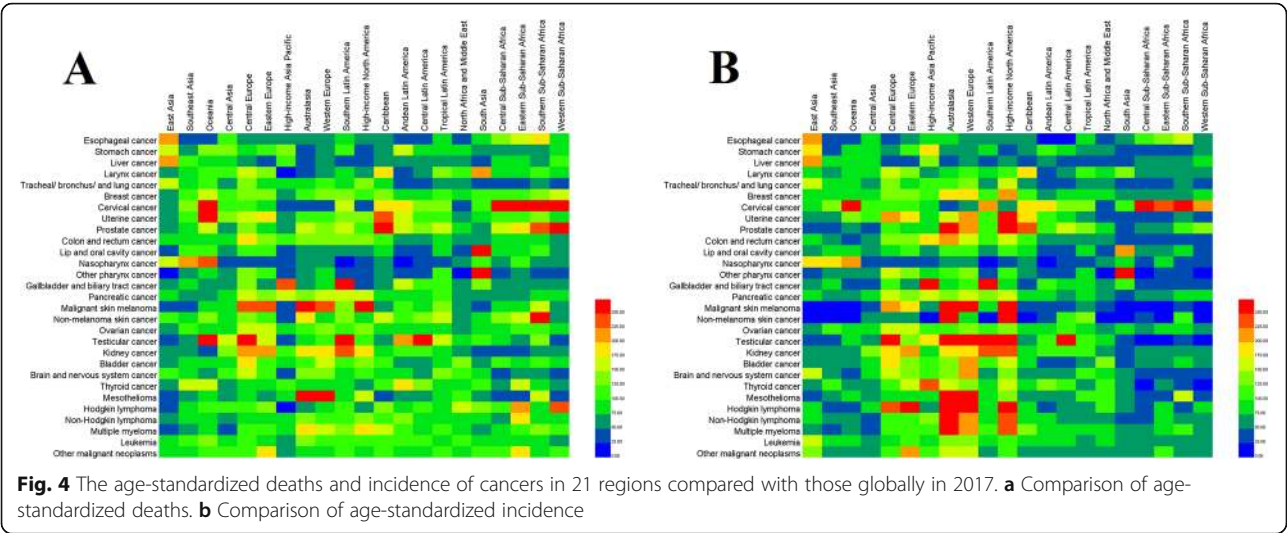 A
East Asia
Southeast Asia
Oceania
Central Asia
Central Europe
Eastern Europe
High-income Asia Pacific
Australasia
Western Europe
Southern Latin America
High-income North America
Caribbean
Andean Latin America
Central Latin America
Tropical Latin America
North Africa and Middle East
South Asia
Central Sub-Saharan Africa
Eastern Sub-Saharan Africa
Southern Sub-Saharan Africa
Western Sub-Saharan Africa
Esophageal cancer
Stomach cancer
Liver cancer
Larynx cancer
Tracheal/ bronchus/ and lung cancer
Breast cancer
Cervical cancer
Uterine cancer
Prostate cancer
Colon and rectum cancer
Lip and oral cavity cancer
Nasopharynx cancer
Other pharynx cancer
Gallbladder and biliary tract cancer
Pancreatic cancer
Malignant skin melanoma
Non-melanoma skin cancer
Ovarian cancer
Testicular cancer
Kidney cancer
Bladder cancer
Brain and nervous system cancer
Thyroid cancer
Mesothelioma
Hodgkin lymphoma
Non-Hodgkin lymphoma
Multiple myeloma
Leukemia
Other malignant neoplasms
B
East Asia
Southeast Asia
Oceania
Central Asia
Central Europe
Eastern Europe
High-income Asia Pacific
Australasia
Western Europe
Southern Latin America
High-income North America
Caribbean
Andean Latin America
Central Latin America
Tropical Latin America
North Africa and Middle East
South Asia
Central Sub-Saharan Africa
Eastern Sub-Saharan Africa
Southern Sub-Saharan Africa
Western Sub-Saharan Africa
Esophageal cancer
Stomach cancer
Liver cancer
Larynx cancer
Tracheal/ bronchus/ and lung cancer
Breast cancer
Cervical cancer
Uterine cancer
Prostate cancer
Colon and rectum cancer
Lip and oral cavity cancer
Nasopharynx cancer
Other pharynx cancer
Gallbladder and biliary tract cancer
Pancreatic cancer
Malignant skin melanoma
Non-melanoma skin cancer
Ovarian cancer
Testicular cancer
Kidney cancer
Bladder cancer
Brain and nervous system cancer
Thyroid cancer
Mesothelioma
Hodgkin lymphoma
Non-Hodgkin lymphoma
Multiple myeloma
Leukemia
Other malignant neoplasms
Fig. 4 The age-standardized deaths and incidence of cancers in 21 regions compared with those globally in 2017. a Comparison of age-
standardized deaths. b Comparison of age-standardized incidence